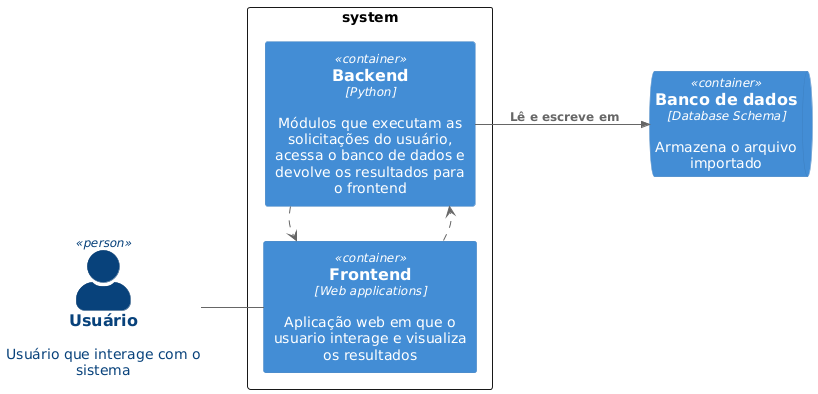 system
«container»
Backend
[Python]
Módulos que executam as
solicitações do usuário,
acessa o banco de dados e
devolve os resultados para
o frontend
Lê e escreve em
«container»
Banco de dados
[Database Schema]
Armazena o arquivo
importado
«person»
Usuário
Usuário que interage com o
sistema
«container»
Frontend
[Web applications]
Aplicação web em que o
usuario interage e visualiza
os resultados